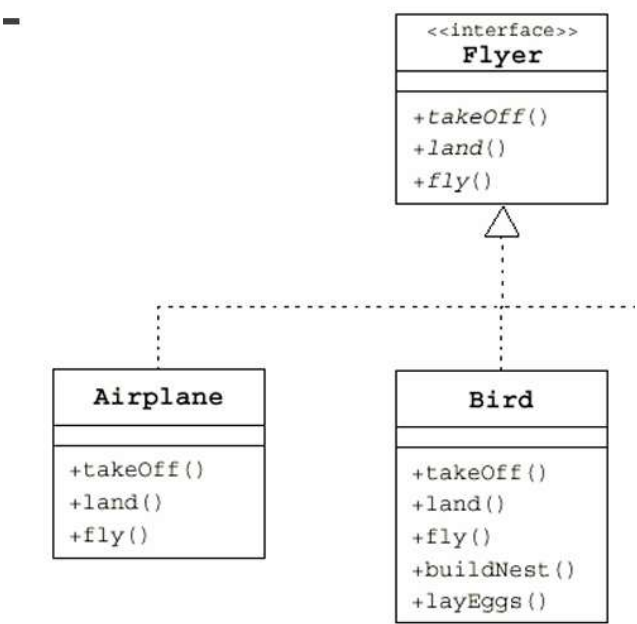 <<interface>>
Flyer
+takeOff()
+land()
+fly()
Airplane
+takeOff()
+land()
+fly()
Bird
+takeOff()
+land()
+fly()
+buildNest()
+layEggs()